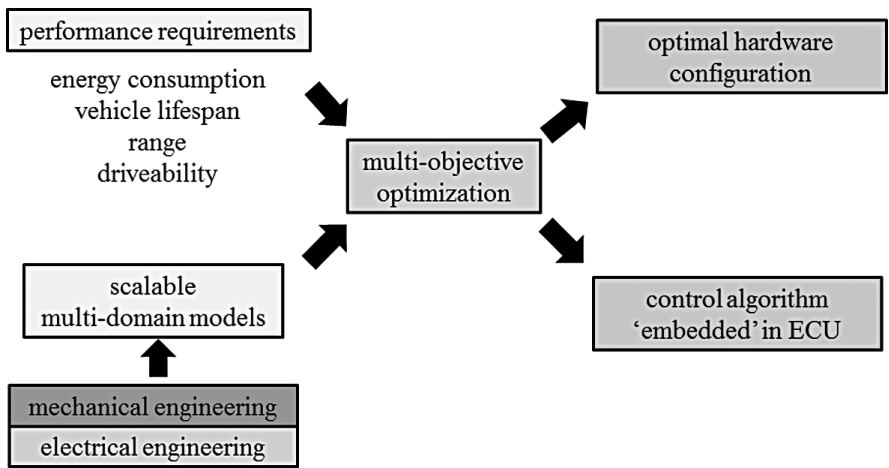 performance requirements
energy consumption
vehicle lifespan
range
driveability
multi-objective
optimization
optimal hardware
configuration
scalable
multi-domain models
control algorithm
‘embedded’ in ECU
mechanical engineering
electrical engineering